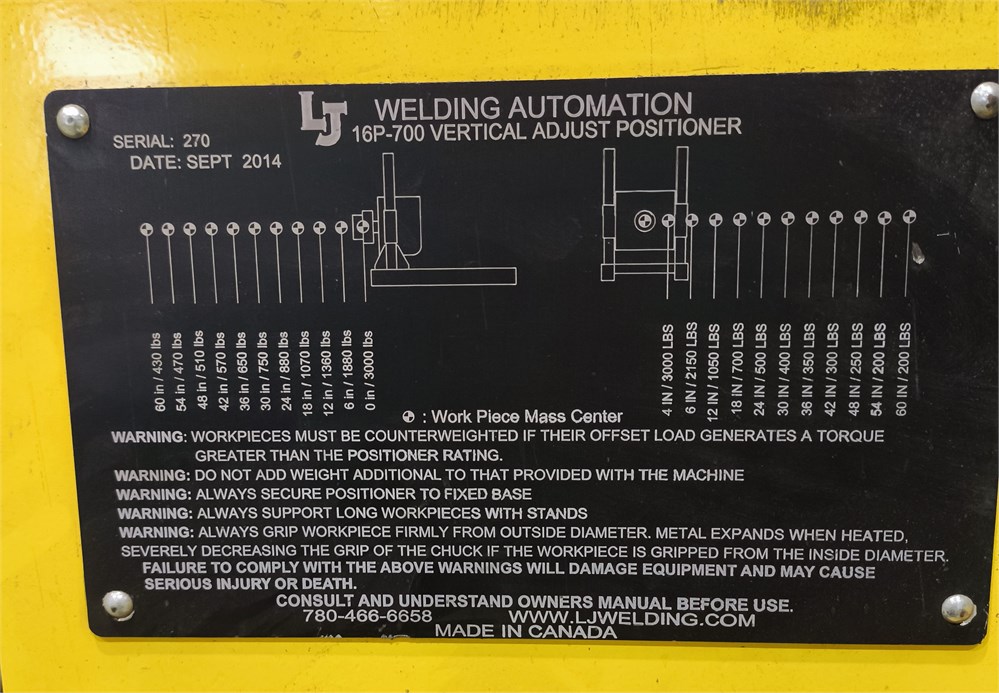 LJ WELDING AUTOMATION
16P-700 VERTICAL ADJUST POSITIONER
SERIAL: 270
DATE: SEPT 2014
60 in / 430 lbs
54 in / 470 lbs
48 in / 510 lbs
42 in / 570 lbs
36 in / 650 lbs
30 in / 750 lbs
24 in / 880 lbs
18 in / 1070 lbs
12 in / 1360 lbs
6 in / 1880 lbs
0 in / 3000 lbs
4 IN / 3000 LBS
6 IN / 2150 LBS
12 IN / 1050 LBS
18 IN / 700 LBS
24 IN / 500 LBS
30 IN / 400 LBS
36 IN / 350 LBS
42 IN / 300 LBS
48 IN / 250 LBS
54 IN / 200 LBS
60 IN / 200 LBS
: Work Piece Mass Center
WARNING: WORKPIECES MUST BE COUNTERWEIGHTED IF THEIR OFFSET LOAD GENERATES A TORQUE
GREATER THAN THE POSITIONER RATING.
WARNING: DO NOT ADD WEIGHT ADDITIONAL TO THAT PROVIDED WITH THE MACHINE
WARNING: ALWAYS SECURE POSITIONER TO FIXED BASE
WARNING: ALWAYS SUPPORT LONG WORKPIECES WITH STANDS
WARNING: ALWAYS GRIP WORKPIECE FIRMLY FROM OUTSIDE DIAMETER. METAL EXPANDS WHEN HEATED,
SEVERELY DECREASING THE GRIP OF THE CHUCK IF THE WORKPIECE IS GRIPPED FROM THE INSIDE DIAMETER.
FAILURE TO COMPLY WITH THE ABOVE WARNINGS WILL DAMAGE EQUIPMENT AND MAY CAUSE
SERIOUS INJURY OR DEATH.
CONSULT AND UNDERSTAND OWNERS MANUAL BEFORE USE.
780-466-6658 WWW.LJWELDING.COM
MADE IN CANADA